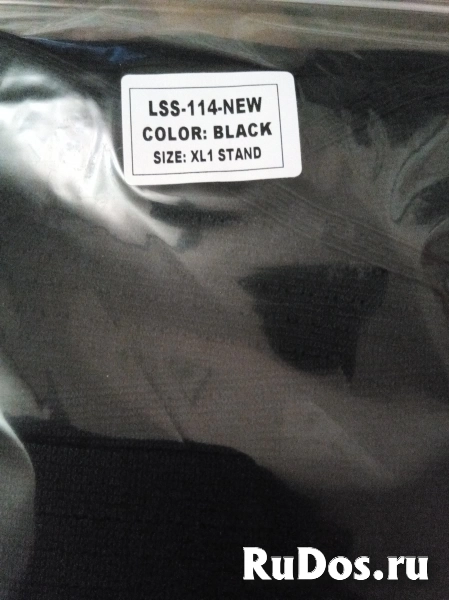 LSS-114-NEW
COLOR: BLACK
SIZE: XL1 STAND
RuDos.ru